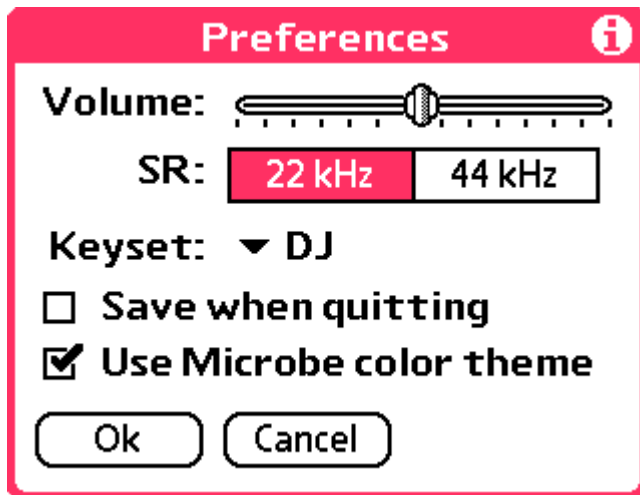 Preferences
Volume:
SR: 22 kHz 44 kHz
Keyset: DJ
Save when quitting
Use Microbe color theme
Ok Cancel